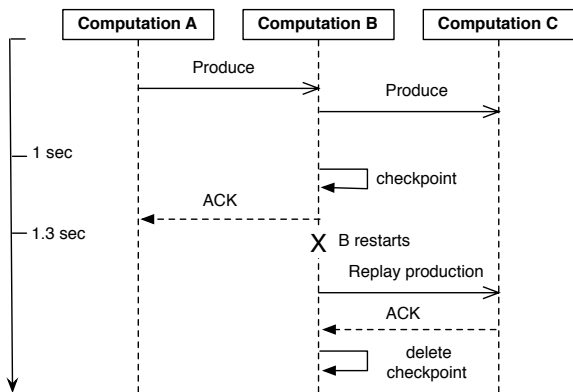 Computation A
Computation B
Computation C
Produce
Produce
1 sec
checkpoint
ACK
1.3 sec
X B restarts
Replay production
ACK
delete
checkpoint